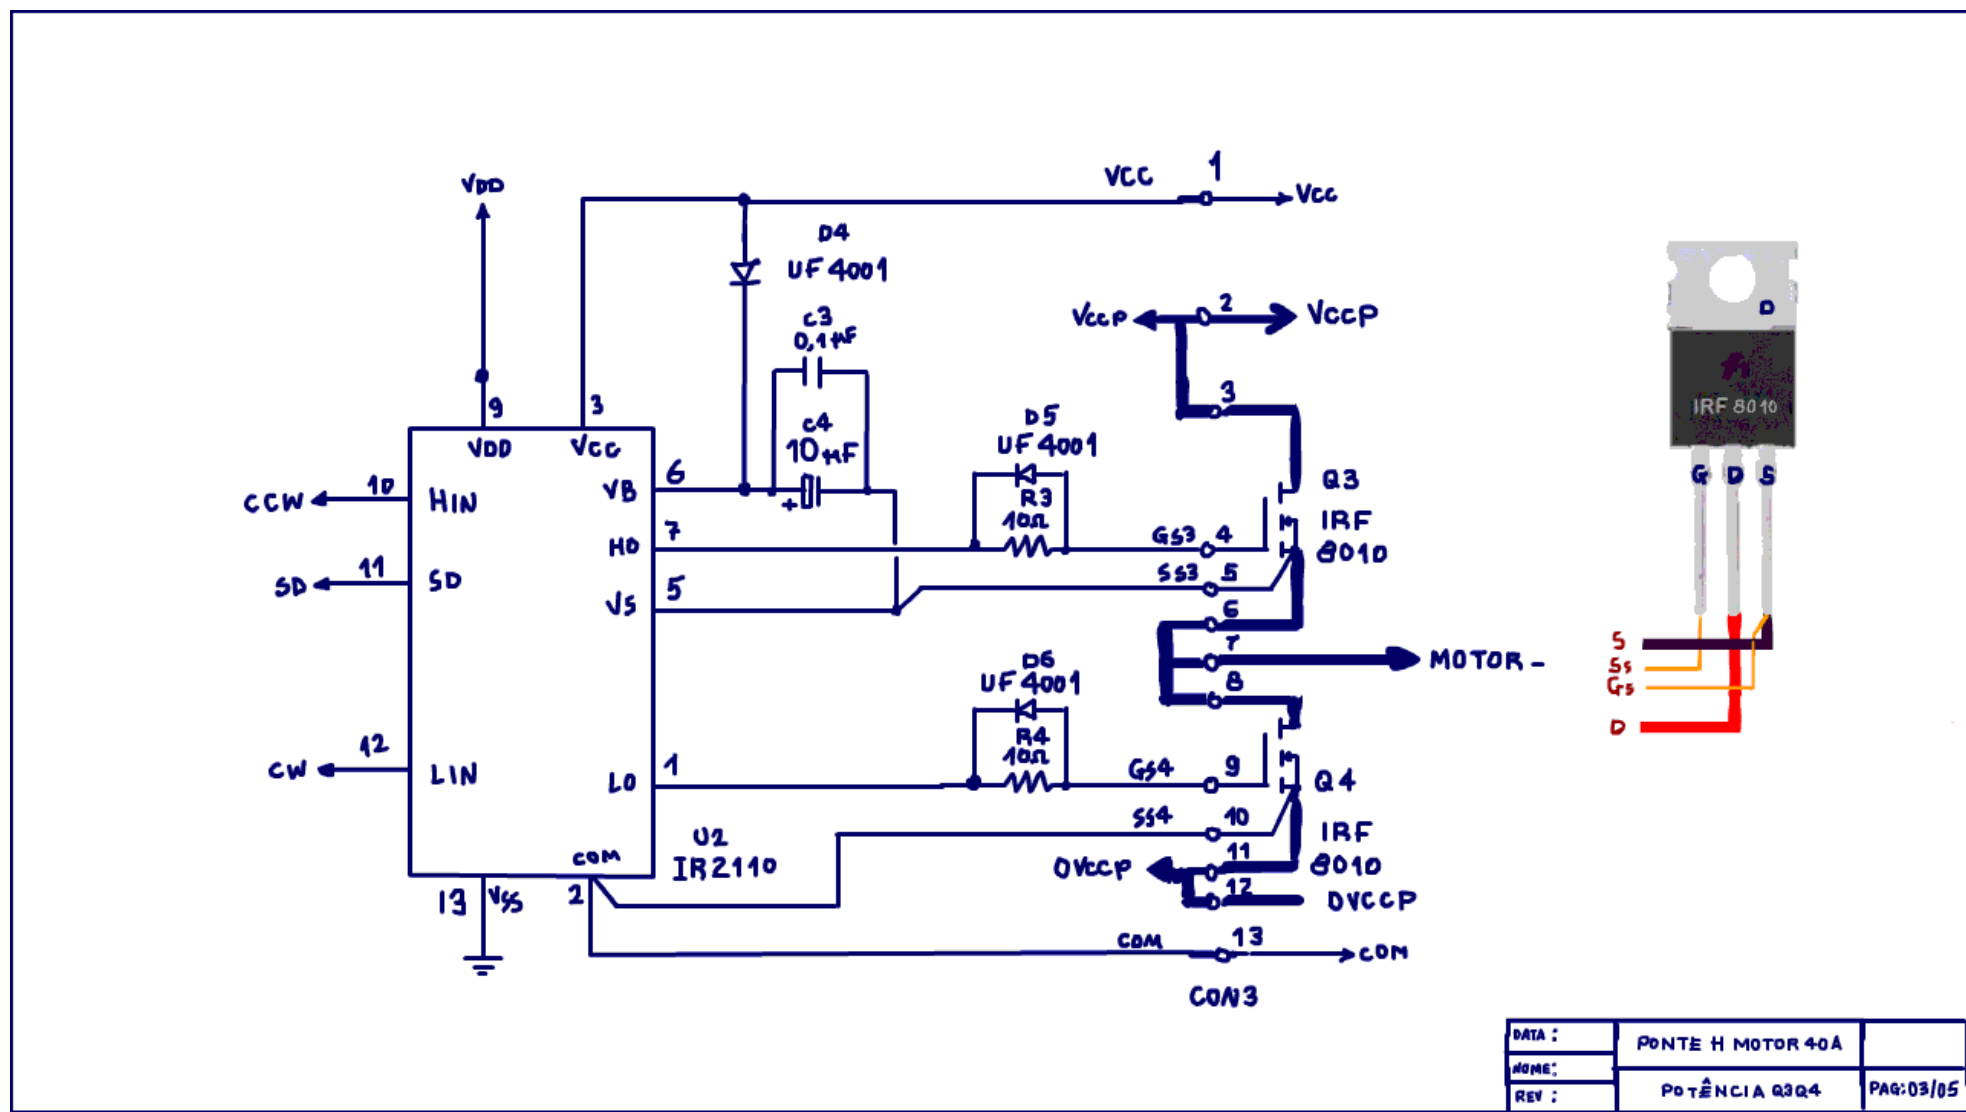 VDD
VCC
1
Vcc
D4
UF4001
VCCP
2
VCCP
C3
0,1µF
3
9
3
VDD
VCC
C4
10µF
+
D5
UF4001
R3
10Ω
Q3
IRF
8010
CCW
10
HIN
VB
6
HO
7
GS3
4
SD
11
SD
VS
5
SS3
5
6
7
MOTOR -
8
D6
UF4001
R4
10Ω
CW
12
LIN
LO
1
GS4
9
Q4
IRF
8010
SS4
10
U2
IR2110
COM
13
VSS
2
0VCCP
11
12
0VCCP
COM
13
COM
CON3
D
IRF 8010
G D S
S
Ss
Gs
D
DATA :
NOME:
REV :
PONTE H MOTOR 40A
POTÊNCIA Q3Q4
PAG:03/05